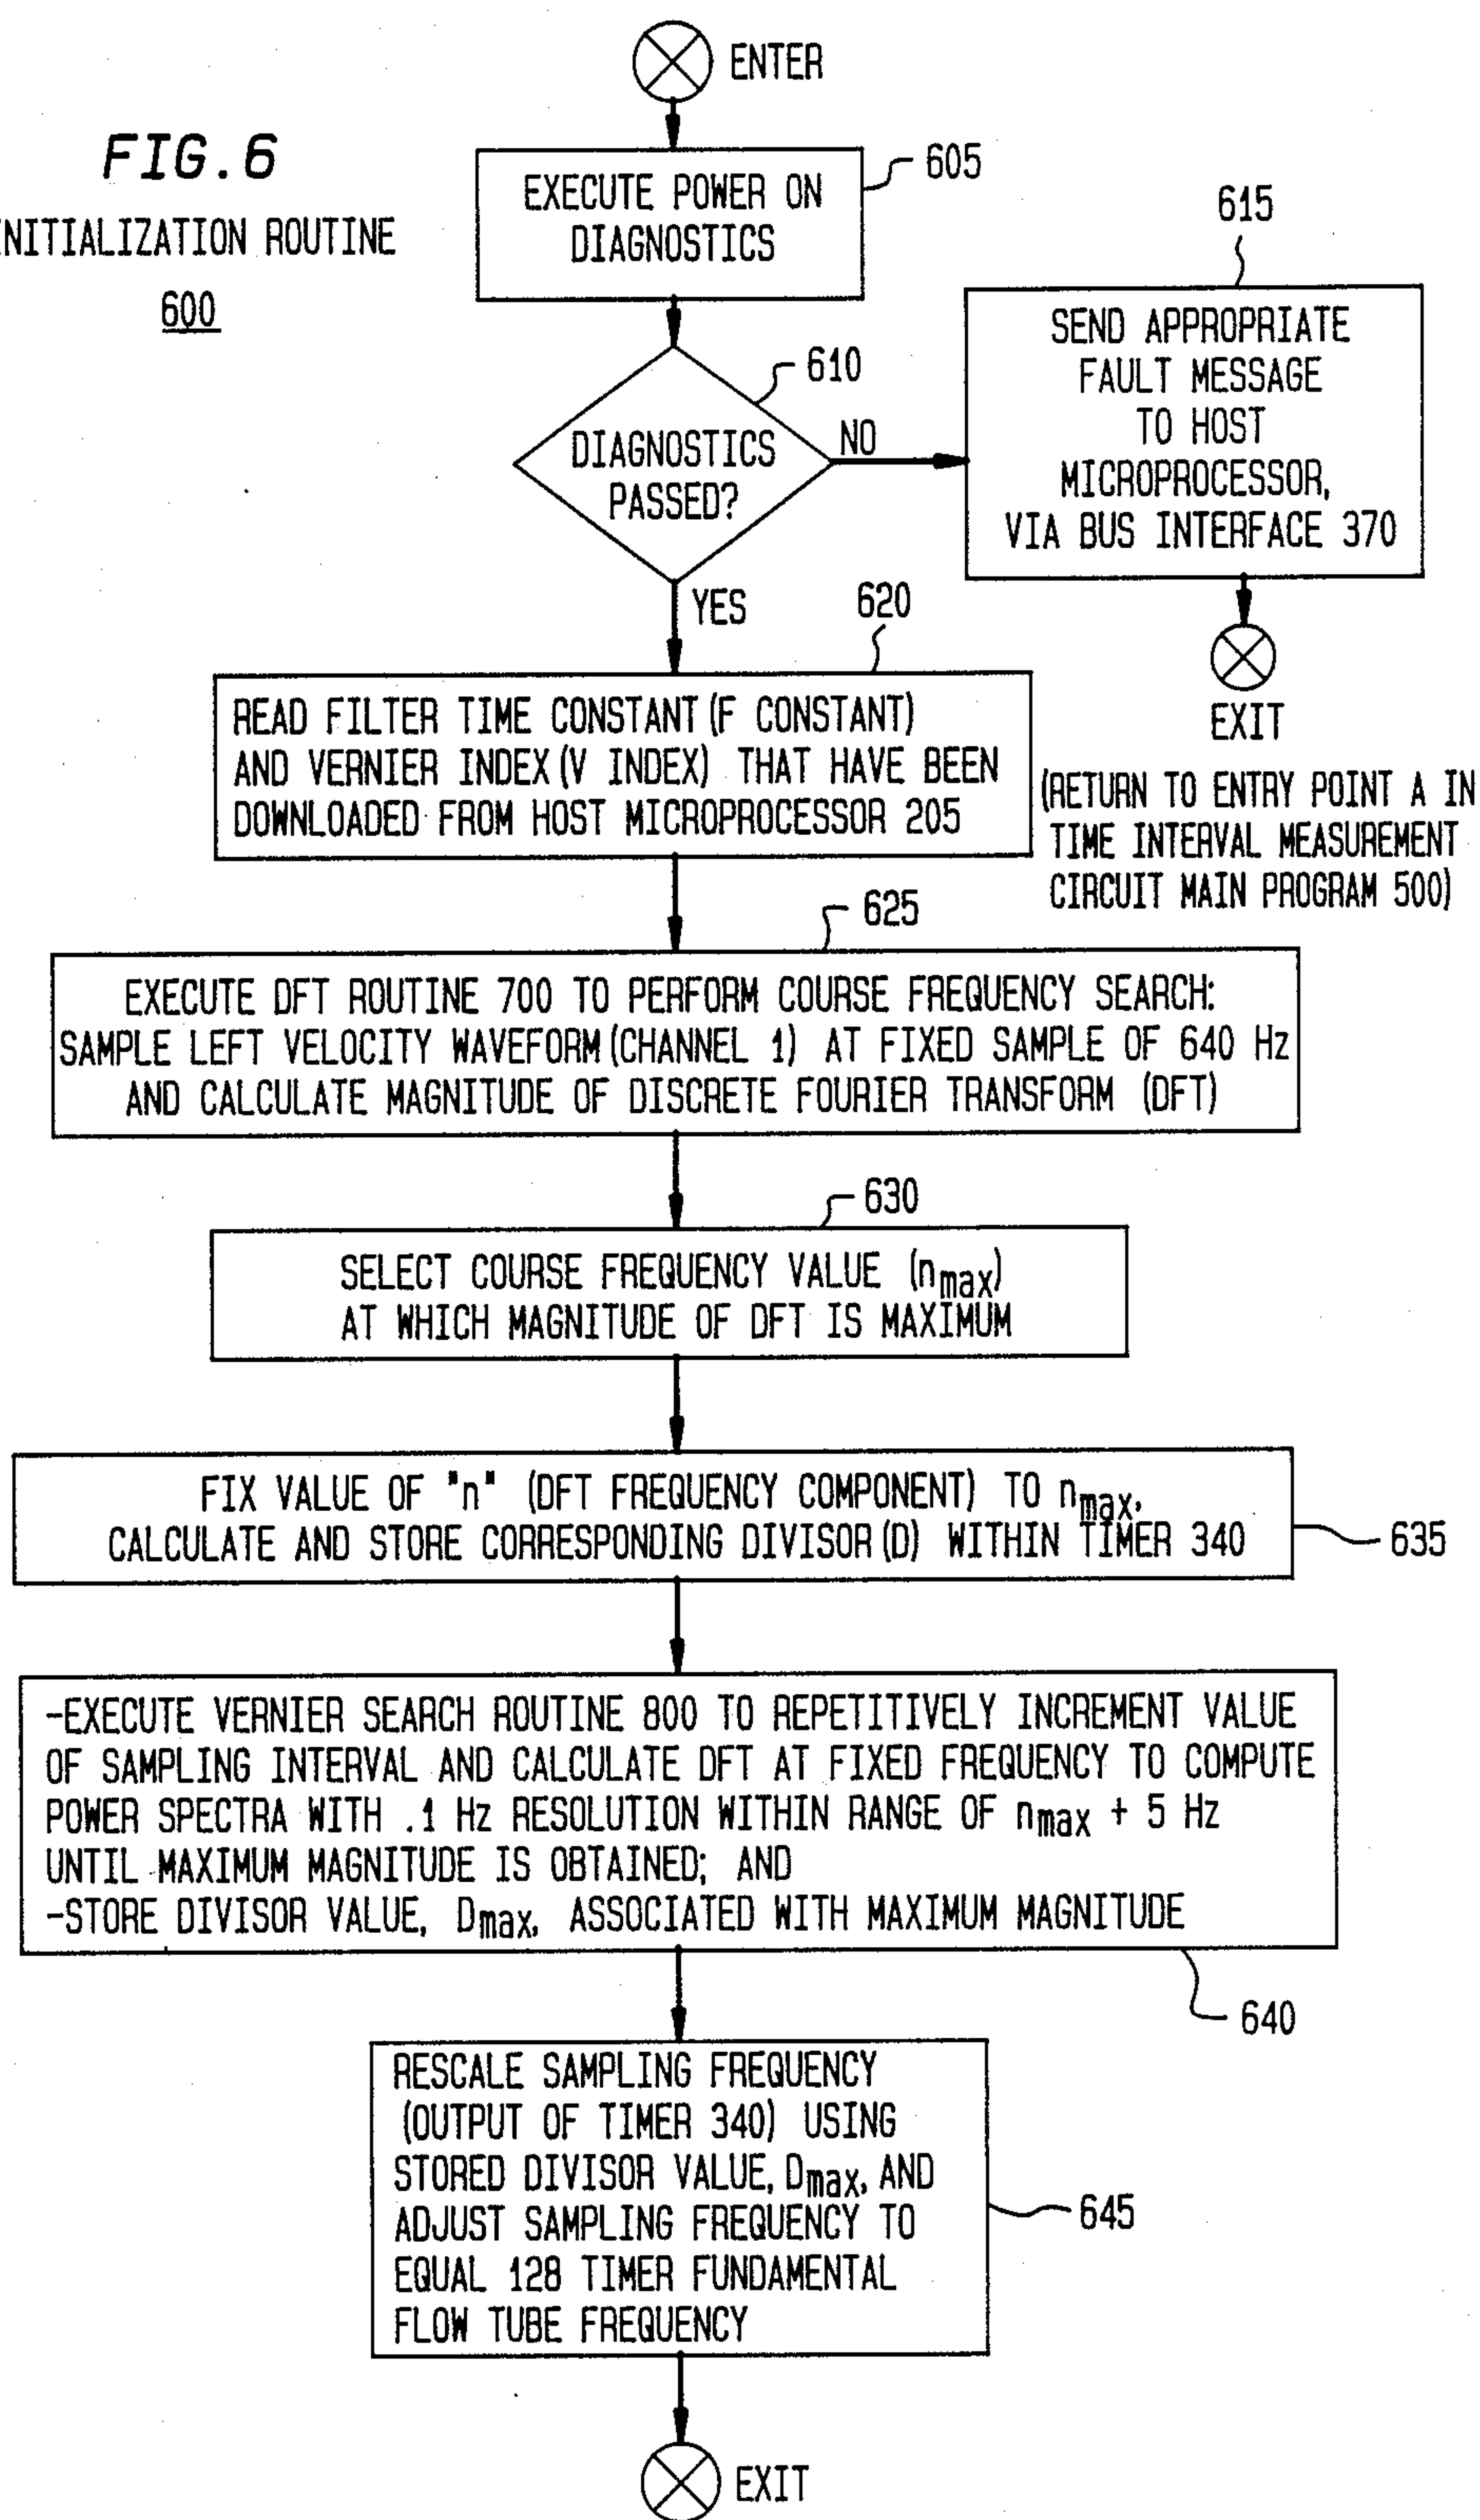 ENTER
FIG.6
NITIALIZATION ROUTINE
600
EXECUTE POWER ON
DIAGNOSTICS
605
610
DIAGNOSTICS
PASSED?
NO
YES
615
SEND APPROPRIATE
FAULT MESSAGE
TO HOST
MICROPROCESSOR,
VIA BUS INTERFACE 370
EXIT
(RETURN TO ENTRY POINT A IN
TIME INTERVAL MEASUREMENT
CIRCUIT MAIN PROGRAM 500)
620
READ FILTER TIME CONSTANT (F CONSTANT)
AND VERNIER INDEX (V INDEX) THAT HAVE BEEN
DOWNLOADED FROM HOST MICROPROCESSOR 205
625
EXECUTE DFT ROUTINE 700 TO PERFORM COURSE FREQUENCY SEARCH:
SAMPLE LEFT VELOCITY WAVEFORM (CHANNEL 1) AT FIXED SAMPLE OF 640 Hz
AND CALCULATE MAGNITUDE OF DISCRETE FOURIER TRANSFORM (DFT)
630
SELECT COURSE FREQUENCY VALUE (nmax)
AT WHICH MAGNITUDE OF DFT IS MAXIMUM
FIX VALUE OF "n" (DFT FREQUENCY COMPONENT) TO nmax,
CALCULATE AND STORE CORRESPONDING DIVISOR (D) WITHIN TIMER 340
635
-EXECUTE VERNIER SEARCH ROUTINE 800 TO REPETITIVELY INCREMENT VALUE
OF SAMPLING INTERVAL AND CALCULATE DFT AT FIXED FREQUENCY TO COMPUTE
POWER SPECTRA WITH .1 Hz RESOLUTION WITHIN RANGE OF nmax + 5 Hz
UNTIL MAXIMUM MAGNITUDE IS OBTAINED; AND
-STORE DIVISOR VALUE, Dmax, ASSOCIATED WITH MAXIMUM MAGNITUDE
640
RESCALE SAMPLING FREQUENCY
(OUTPUT OF TIMER 340) USING
STORED DIVISOR VALUE, Dmax, AND
ADJUST SAMPLING FREQUENCY TO
EQUAL 128 TIMER FUNDAMENTAL
FLOW TUBE FREQUENCY
645
EXIT